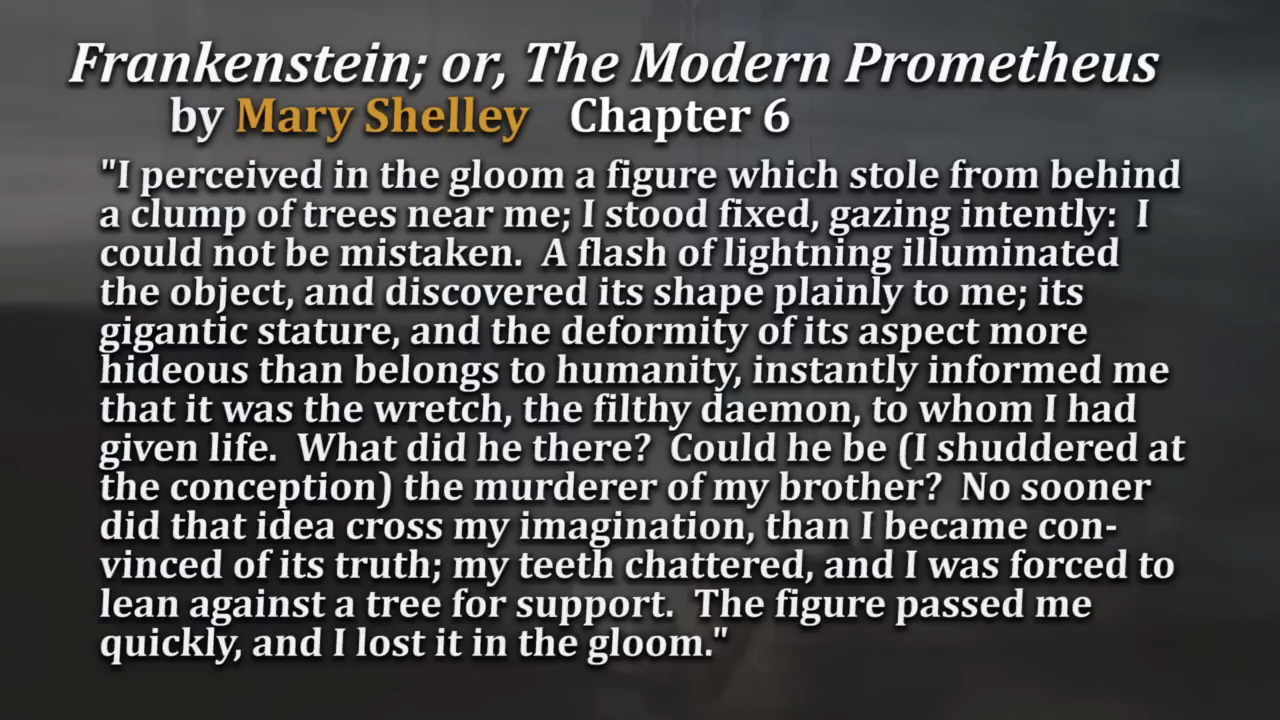 Frankenstein; or, The Modern Prometheus
by Mary Shelley Chapter 6
"I perceived in the gloom a figure which stole from behind
a clump of trees near me; I stood fixed, gazing intently: I
could not be mistaken. A flash of lightning illuminated
the object, and discovered its shape plainly to me; its
gigantic stature, and the deformity of its aspect more
hideous than belongs to humanity, instantly informed me
that it was the wretch, the filthy daemon, to whom I had
given life. What did he there? Could he be (I shuddered at
the conception) the murderer of my brother? No sooner
did that idea cross my imagination, than I became con-
vinced of its truth; my teeth chattered, and I was forced to
lean against a tree for support. The figure passed me
quickly, and I lost it in the gloom."